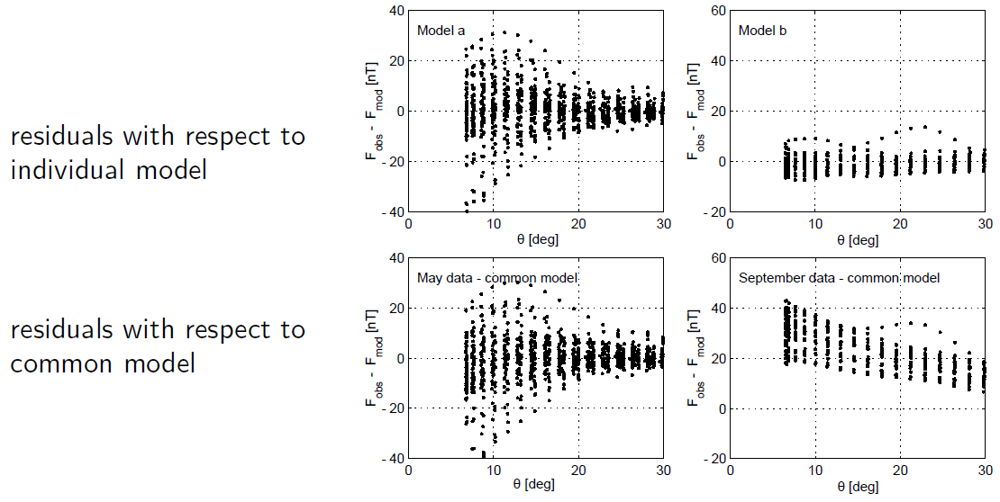 residuals with respect to
individual model
Model a
F_obs - F_mod [nT]
40
20
0
- 20
- 40
0
10
20
30
θ [deg]
Model b
F_obs - F_mod [nT]
60
40
20
0
- 20
0
10
20
30
θ [deg]
residuals with respect to
common model
May data - common model
F_obs - F_mod [nT]
40
20
0
- 20
- 40
0
10
20
30
θ [deg]
September data - common model
F_obs - F_mod [nT]
60
40
20
0
- 20
0
10
20
30
θ [deg]